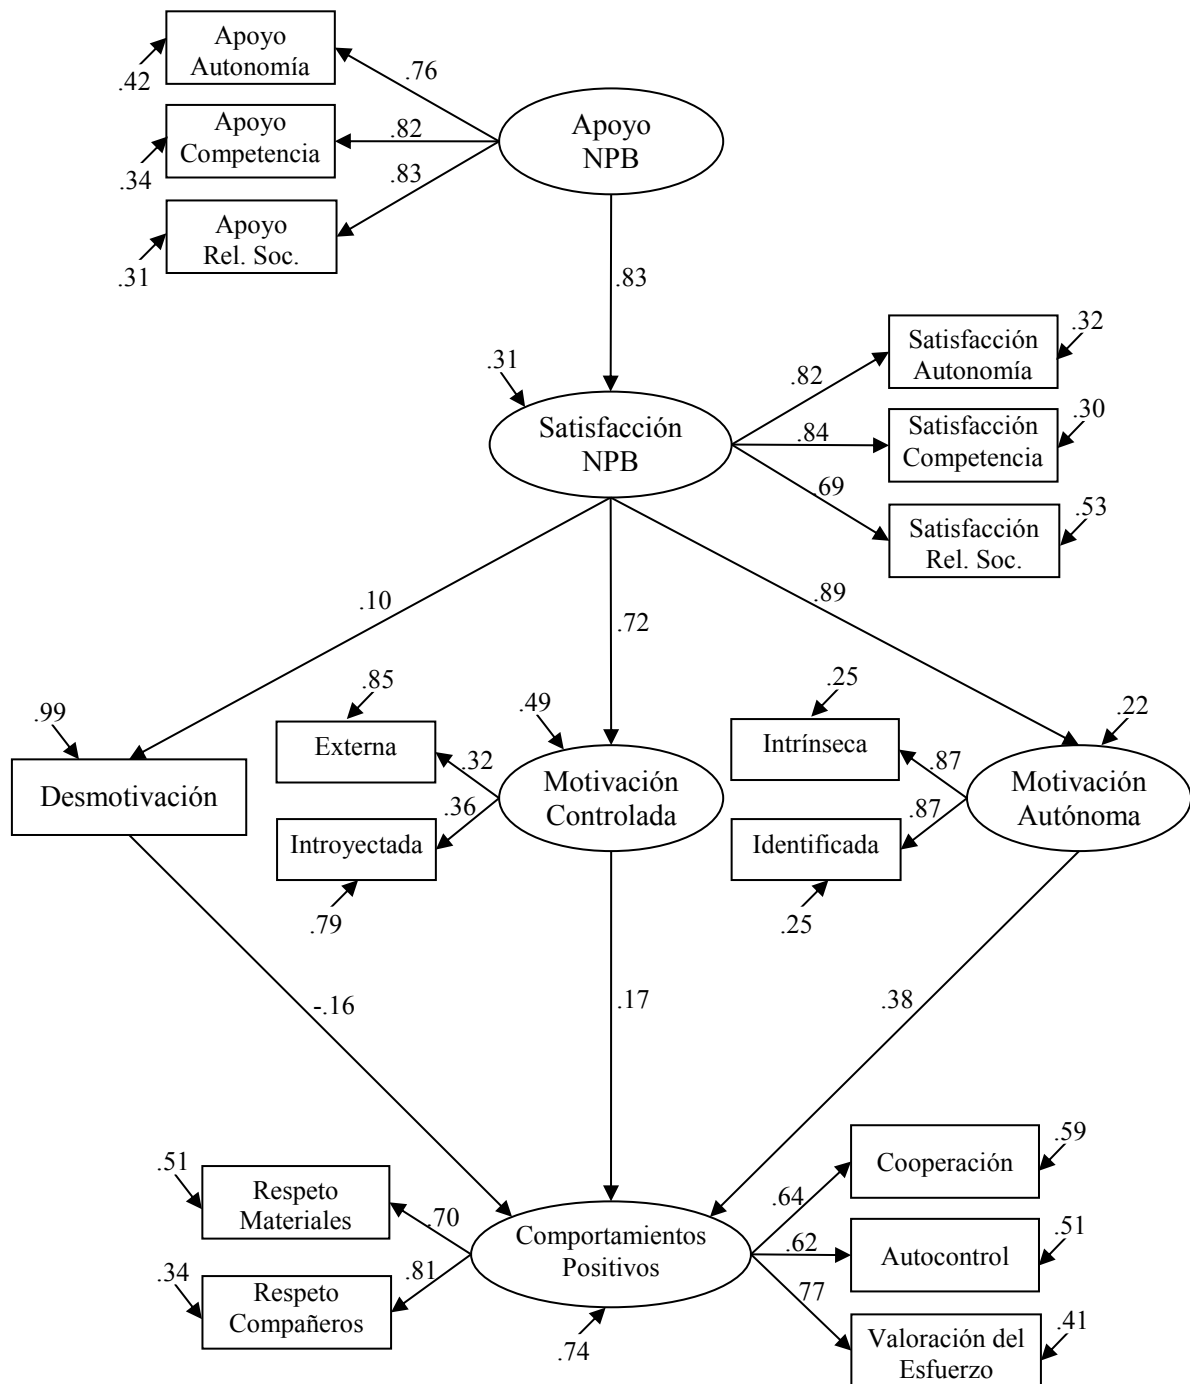 Apoyo
Autonomía
.42
.76
Apoyo
Competencia
.34
.82
Apoyo
NPB
.83
Apoyo
Rel. Soc.
.31
.83
.32
Satisfacción
Autonomía
.31
.82
Satisfacción
NPB
.84
.30
Satisfacción
Competencia
.69
.53
Satisfacción
Rel. Soc.
.10
.72
.89
.99
Desmotivación
.85
Externa
.32
.49
Motivación
Controlada
.36
Introyectada
.79
.25
Intrínseca
.87
.22
Motivación
Autónoma
.87
Identificada
.25
-.16
.17
.38
.51
Respeto
Materiales
.70
.34
Respeto
Compañeros
.81
Comportamientos
Positivos
.74
.64
.59
Cooperación
.62
.51
Autocontrol
.77
.41
Valoración del
Esfuerzo